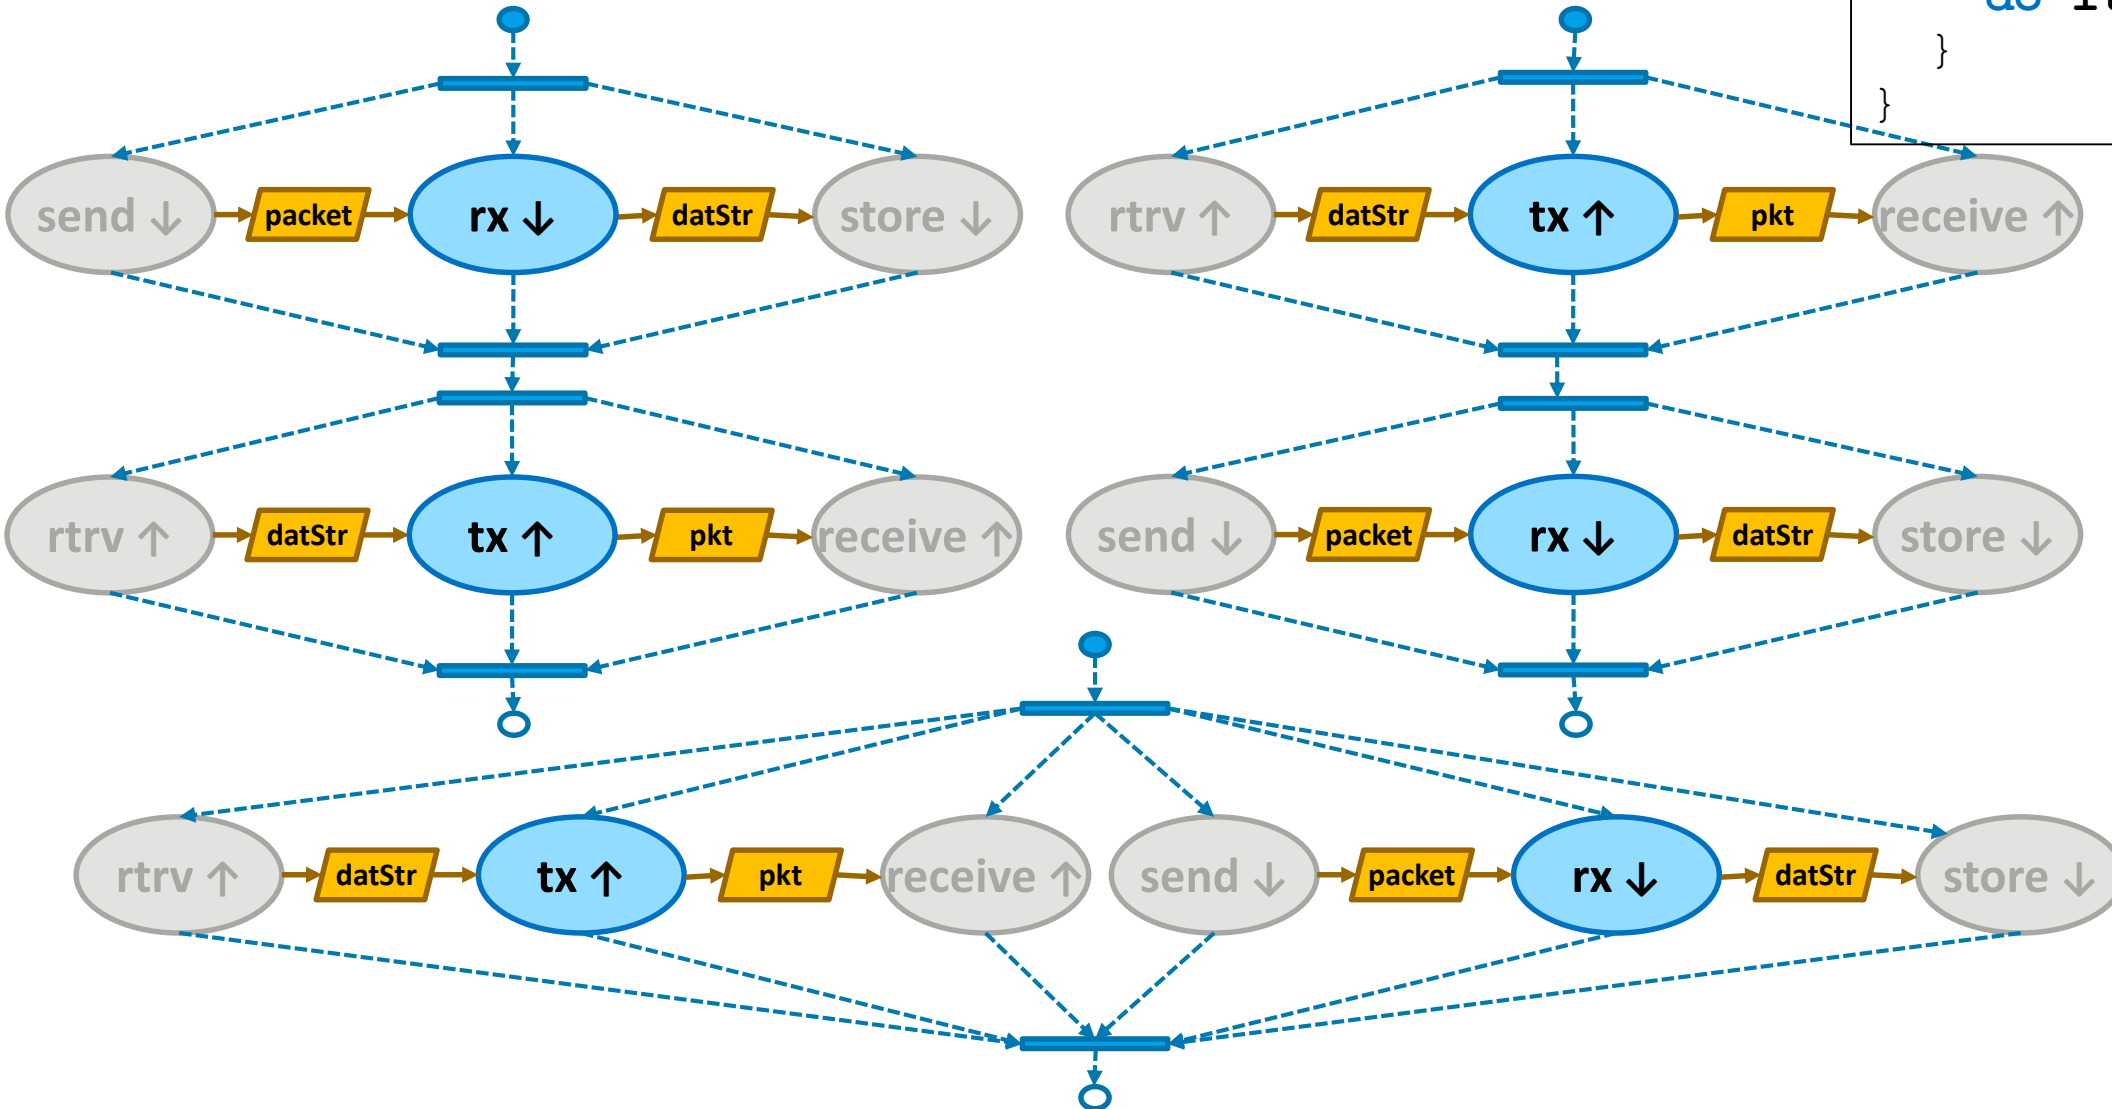 }
}
send ↓ packet rx ↓ datStr store ↓
rtrv ↑ datStr tx ↑ pkt receive ↑
rtrv ↑ datStr tx ↑ pkt receive ↑
send ↓ packet rx ↓ datStr store ↓
rtrv ↑ datStr tx ↑ pkt receive ↑ send ↓ packet rx ↓ datStr store ↓